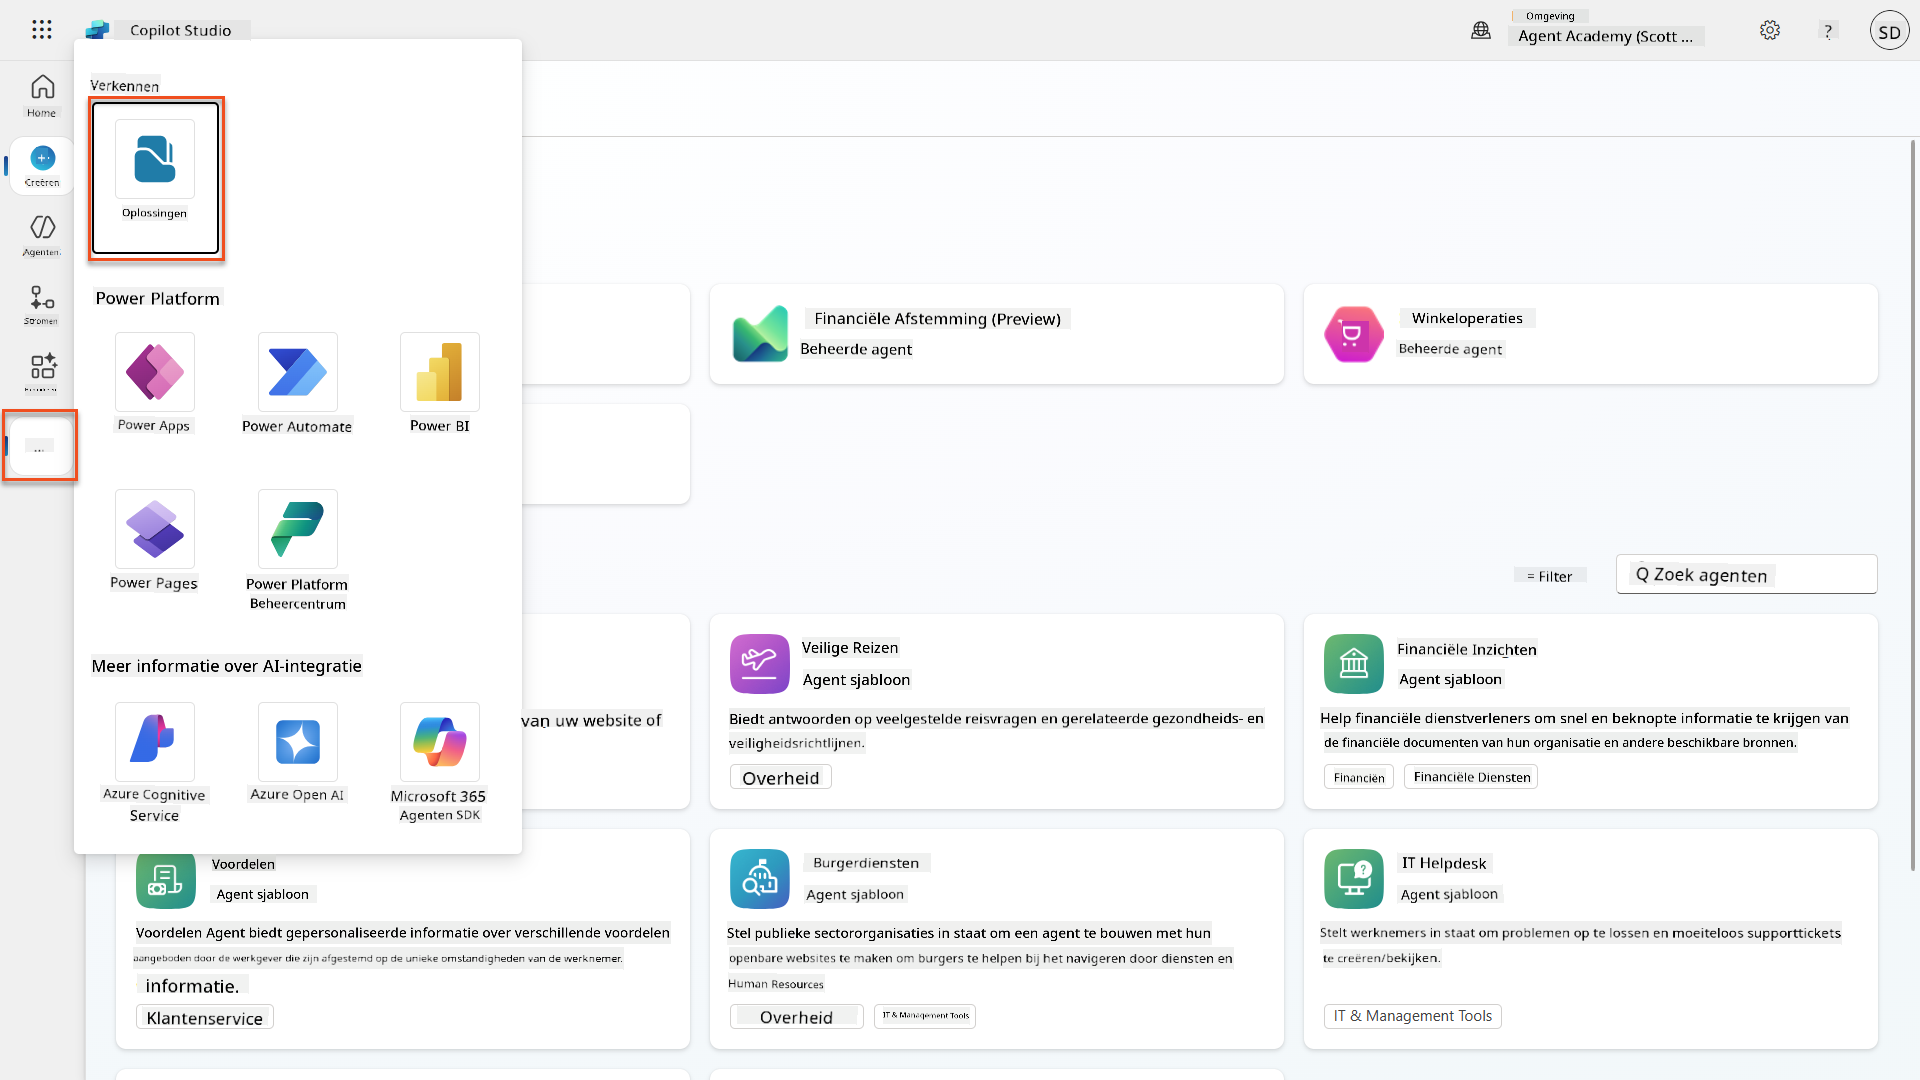 Copilot Studio
Omgeving
Agent Academy (Scott ...
?
SD
Home
Creëren
Agenten
Stromen
...
Verkennen
Oplossingen
Power Platform
Power Apps
Power Automate
Power BI
Power Pages
Power Platform
Beheercentrum
Meer informatie over AI-integratie
Azure Cognitive
Service
Azure Open AI
Microsoft 365
Agenten SDK
Financiële Afstemming (Preview)
Beheerde agent
Winkeloperaties
Beheerde agent
= Filter
Q Zoek agenten
van uw website of
Veilige Reizen
Agent sjabloon
Biedt antwoorden op veelgestelde reisvragen en gerelateerde gezondheids- en
veiligheidsrichtlijnen.
Overheid
Financiële Inzichten
Agent sjabloon
Help financiële dienstverleners om snel en beknopte informatie te krijgen van
de financiële documenten van hun organisatie en andere beschikbare bronnen.
Financiën
Financiële Diensten
Voordelen
Agent sjabloon
Voordelen Agent biedt gepersonaliseerde informatie over verschillende voordelen
aangeboden door de werkgever die zijn afgestemd op de unieke omstandigheden van de werknemer.
informatie.
Klantenservice
Burgerdiensten
Agent sjabloon
Stel publieke sectororganisaties in staat om een agent te bouwen met hun
openbare websites te maken om burgers te helpen bij het navigeren door diensten en
Human Resources
Overheid
IT & Management Tools
IT Helpdesk
Agent sjabloon
Stelt werknemers in staat om problemen op te lossen en moeiteloos supporttickets
te creëren/bekijken.
IT & Management Tools